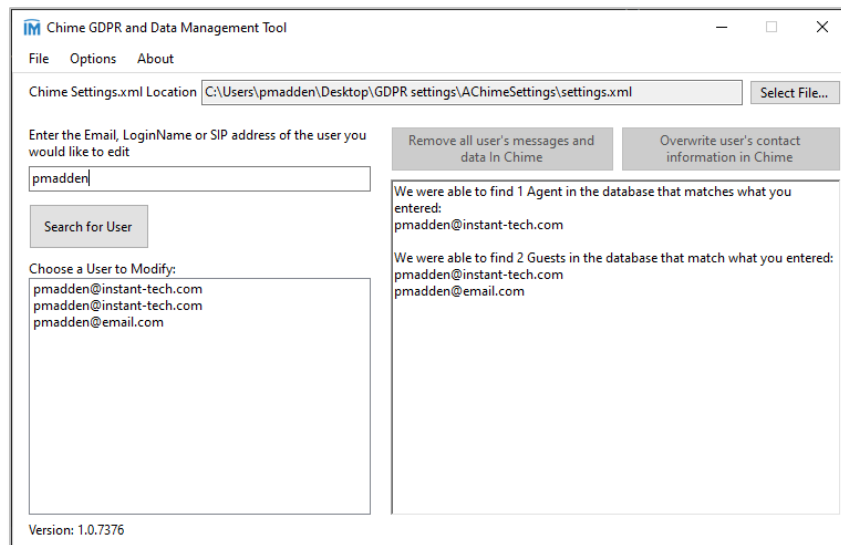 Chime GDPR and Data Management Tool
File Options About
Chime Settings.xml Location C:\Users\pmadden\Desktop\GDPR settings\AChimeSettings\settings.xml Select File...
Enter the Email, LoginName or SIP address of the user you
would like to edit
pmadden
Search for User
Choose a User to Modify:
pmadden@instant-tech.com
pmadden@instant-tech.com
pmadden@email.com
Remove all user's messages and
data In Chime
Overwrite user's contact
information in Chime
We were able to find 1 Agent in the database that matches what you
entered:
pmadden@instant-tech.com
We were able to find 2 Guests in the database that match what you entered:
pmadden@instant-tech.com
pmadden@email.com
Version: 1.0.7376